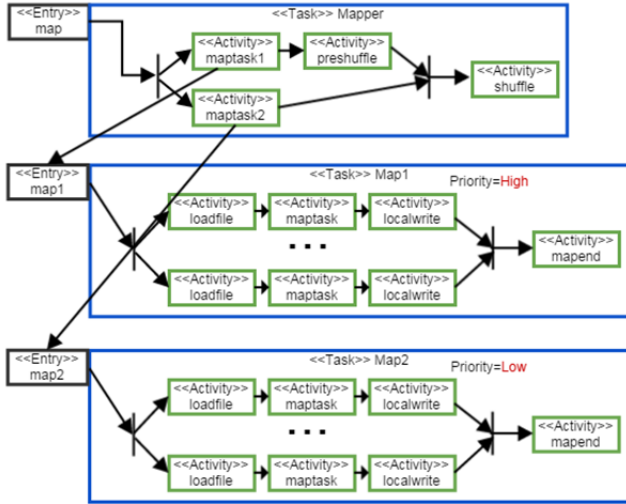 <<Entry>>
map
<<Task>> Mapper
<<Activity>>
maptask1
<<Activity>>
preshuffle
<<Activity>>
shuffle
<<Activity>>
maptask2
<<Entry>>
map1
<<Task>> Map1
Priority=High
<<Activity>>
loadfile
<<Activity>>
maptask
<<Activity>>
localwrite
...
<<Activity>>
mapend
<<Activity>>
loadfile
<<Activity>>
maptask
<<Activity>>
localwrite
<<Entry>>
map2
<<Task>> Map2
Priority=Low
<<Activity>>
loadfile
<<Activity>>
maptask
<<Activity>>
localwrite
...
<<Activity>>
mapend
<<Activity>>
loadfile
<<Activity>>
maptask
<<Activity>>
localwrite